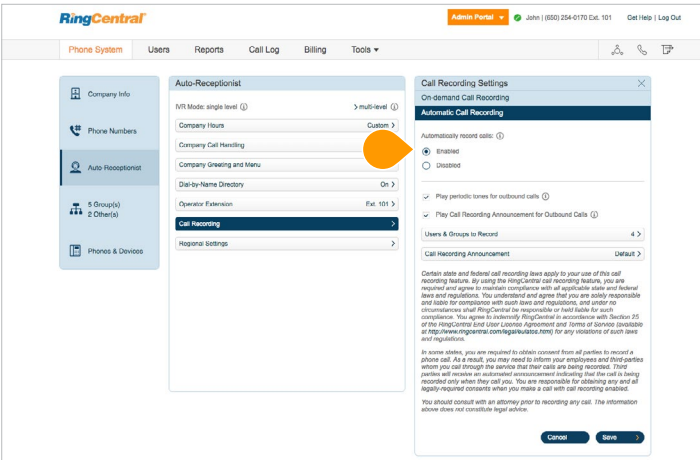 RingCentral®
Admin Portal
John | (650) 254-0170 Ext. 101
Get Help | Log Out
Phone System
Users
Reports
Call Log
Billing
Tools
Company Info
Phone Numbers
Auto-Receptionist
5 Group(s)
2 Other(s)
Phones & Devices
Auto-Receptionist
IVR Mode: single level
> multi-level
Company Hours
Custom >
Company Call Handling
Company Greeting and Menu
Dial-by-Name Directory
On >
Operator Extension
Ext. 101 >
Call Recording
>
Regional Settings
>
Call Recording Settings
On-demand Call Recording
Automatic Call Recording
Automatically record calls:
Enabled
Disabled
Play periodic tones for outbound calls
Play Call Recording Announcement for Outbound Calls
Users & Groups to Record
4 >
Call Recording Announcement
Default >
Certain state and federal call recording laws apply to your use of this call
recording feature. By using the RingCentral call recording feature, you are
required and agree to maintain compliance with all applicable state and federal
laws and regulations. You understand and agree that you are solely responsible
and liable for compliance with such laws and regulations, and under no
circumstances shall RingCentral be responsible or held liable for such
compliance. You agree to indemnify RingCentral in accordance with Section 25
of the RingCentral End User License Agreement and Terms of Service (available
at http://www.ringcentral.com/legal/eulatos.html) for any violations of such laws
and regulations.
In some states, you are required to obtain consent from all parties to record a
phone call. As a result, you may need to inform your employees and third-parties
whom you call through the service that their calls are being recorded. Third
parties will receive an automated announcement indicating that the call is being
recorded only when they call you. You are responsible for obtaining any and all
legally-required consents when you make a call with call recording enabled.
You should consult with an attorney prior to recording any call. The information
above does not constitute legal advice.
Cancel
Save >